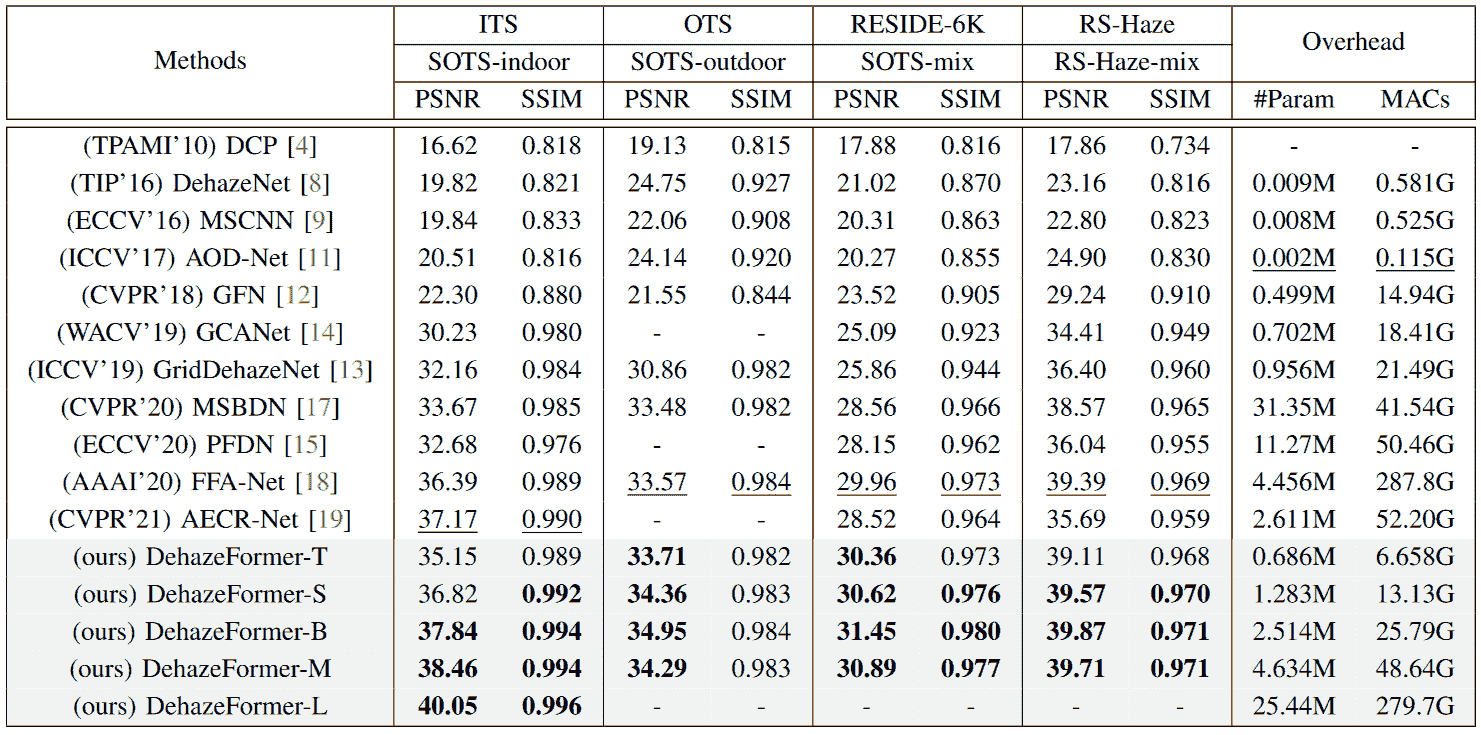 Methods ITS OTS RESIDE-6K RS-Haze Overhead
SOTS-indoor SOTS-outdoor SOTS-mix RS-Haze-mix
PSNR SSIM PSNR SSIM PSNR SSIM PSNR SSIM #Param MACs
(TPAMI'10) DCP [4] 16.62 0.818 19.13 0.815 17.88 0.816 17.86 0.734 - -
(TIP'16) DehazeNet [8] 19.82 0.821 24.75 0.927 21.02 0.870 23.16 0.816 0.009M 0.581G
(ECCV'16) MSCNN [9] 19.84 0.833 22.06 0.908 20.31 0.863 22.80 0.823 0.008M 0.525G
(ICCV'17) AOD-Net [11] 20.51 0.816 24.14 0.920 20.27 0.855 24.90 0.830 0.002M 0.115G
(CVPR'18) GFN [12] 22.30 0.880 21.55 0.844 23.52 0.905 29.24 0.910 0.499M 14.94G
(WACV'19) GCANet [14] 30.23 0.980 - - 25.09 0.923 34.41 0.949 0.702M 18.41G
(ICCV'19) GridDehazeNet [13] 32.16 0.984 30.86 0.982 25.86 0.944 36.40 0.960 0.956M 21.49G
(CVPR'20) MSBDN [17] 33.67 0.985 33.48 0.982 28.56 0.966 38.57 0.965 31.35M 41.54G
(ECCV'20) PFDN [15] 32.68 0.976 - - 28.15 0.962 36.04 0.955 11.27M 50.46G
(AAAI'20) FFA-Net [18] 36.39 0.989 33.57 0.984 29.96 0.973 39.39 0.969 4.456M 287.8G
(CVPR'21) AECR-Net [19] 37.17 0.990 - - 28.52 0.964 35.69 0.959 2.611M 52.20G
(ours) DehazeFormer-T 35.15 0.989 33.71 0.982 30.36 0.973 39.11 0.968 0.686M 6.658G
(ours) DehazeFormer-S 36.82 0.992 34.36 0.983 30.62 0.976 39.57 0.970 1.283M 13.13G
(ours) DehazeFormer-B 37.84 0.994 34.95 0.984 31.45 0.980 39.87 0.971 2.514M 25.79G
(ours) DehazeFormer-M 38.46 0.994 34.29 0.983 30.89 0.977 39.71 0.971 4.634M 48.64G
(ours) DehazeFormer-L 40.05 0.996 - - - - - - 25.44M 279.7G